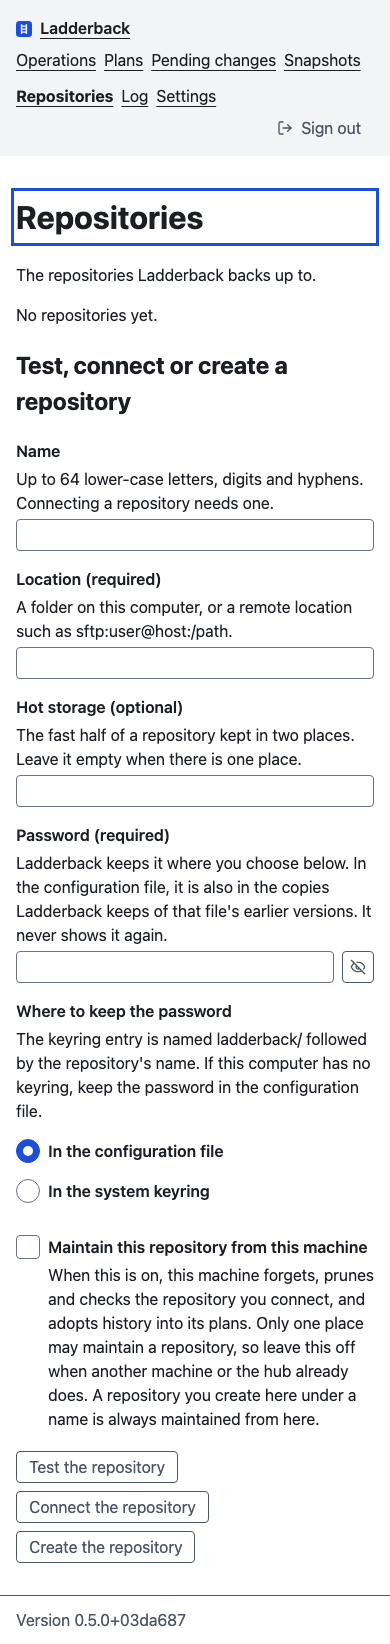 Ladderback
Operations Plans Pending changes Snapshots
Repositories Log Settings
Sign out
Repositories
The repositories Ladderback backs up to.
No repositories yet.
Test, connect or create a
repository
Name
Up to 64 lower-case letters, digits and hyphens.
Connecting a repository needs one.
Location (required)
A folder on this computer, or a remote location
such as sftp:user@host:/path.
Hot storage (optional)
The fast half of a repository kept in two places.
Leave it empty when there is one place.
Password (required)
Ladderback keeps it where you choose below. In
the configuration file, it is also in the copies
Ladderback keeps of that file's earlier versions. It
never shows it again.
Where to keep the password
The keyring entry is named ladderback/ followed
by the repository's name. If this computer has no
keyring, keep the password in the configuration
file.
In the configuration file
In the system keyring
Maintain this repository from this machine
When this is on, this machine forgets, prunes
and checks the repository you connect, and
adopts history into its plans. Only one place
may maintain a repository, so leave this off
when another machine or the hub already
does. A repository you create here under a
name is always maintained from here.
Test the repository
Connect the repository
Create the repository
Version 0.5.0+03da687